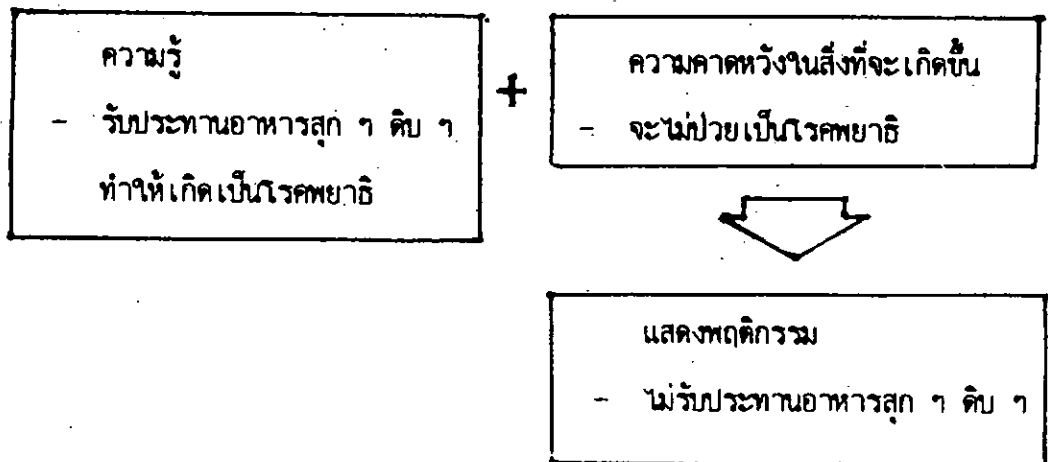 ความรู้
- รับประทานอาหารสุก ๆ ดิบ ๆ
ทำให้เกิดเป็นโรคพยาธิ
+
ความคาดหวังในสิ่งที่จะเกิดขึ้น
- จะไม่ป่วยเป็นโรคพยาธิ
แสดงพฤติกรรม
- ไม่รับประทานอาหารสุก ๆ ดิบ ๆ